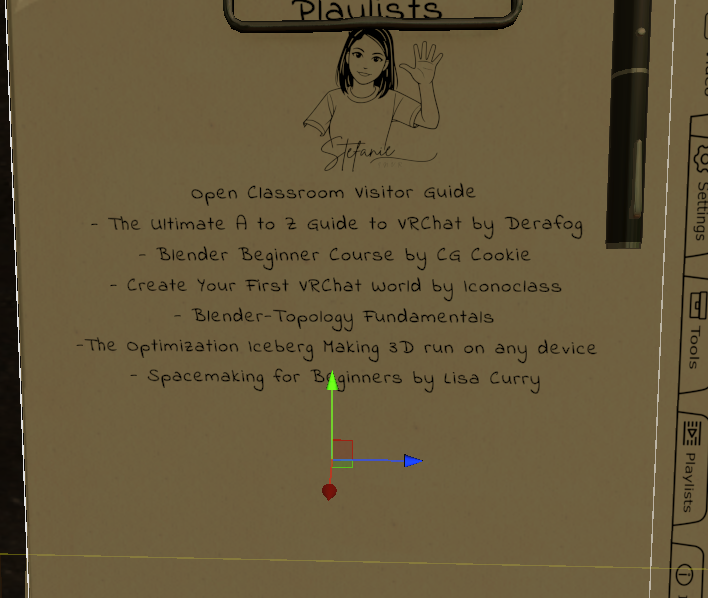 Playlists
Stefanie
Open Classroom Visitor Guide
- The Ultimate A to Z Guide to VRChat by Derafog
- Blender Beginner Course by CG Cookie
- Create Your First VRChat World by Iconoclass
- Blender-Topology Fundamentals
-The Optimization Iceberg Making 3D run on any device
- Spacemaking for Beginners by Lisa Curry
Settings
Tools
Playlists